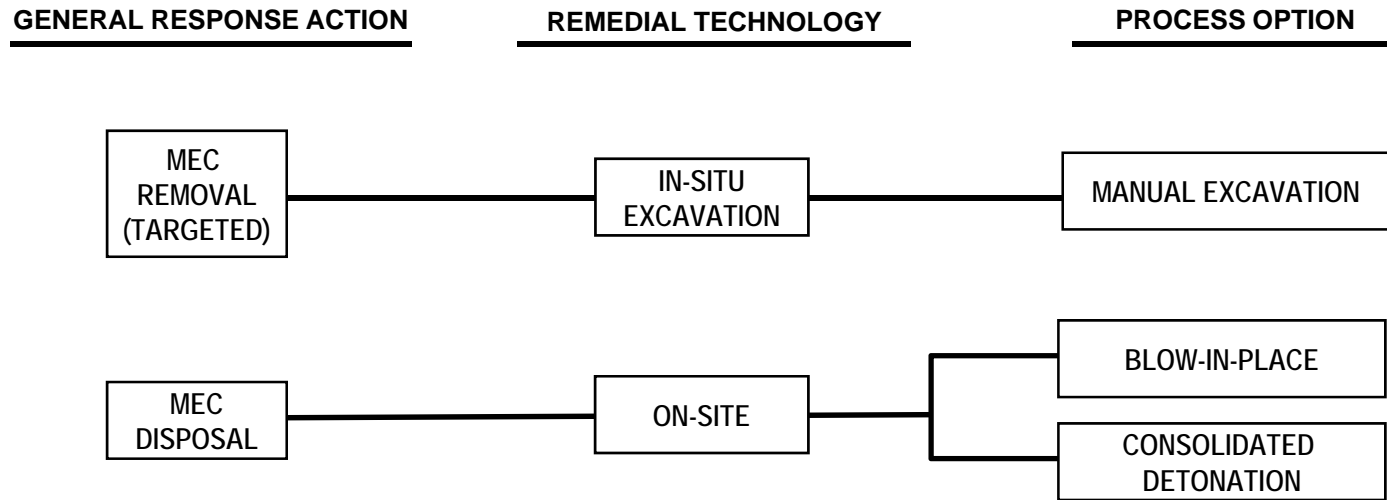 GENERAL RESPONSE ACTION
REMEDIAL TECHNOLOGY
PROCESS OPTION
MEC
REMOVAL
(TARGETED)
IN-SITU
EXCAVATION
MANUAL EXCAVATION
MEC
DISPOSAL
ON-SITE
BLOW-IN-PLACE
CONSOLIDATED
DETONATION